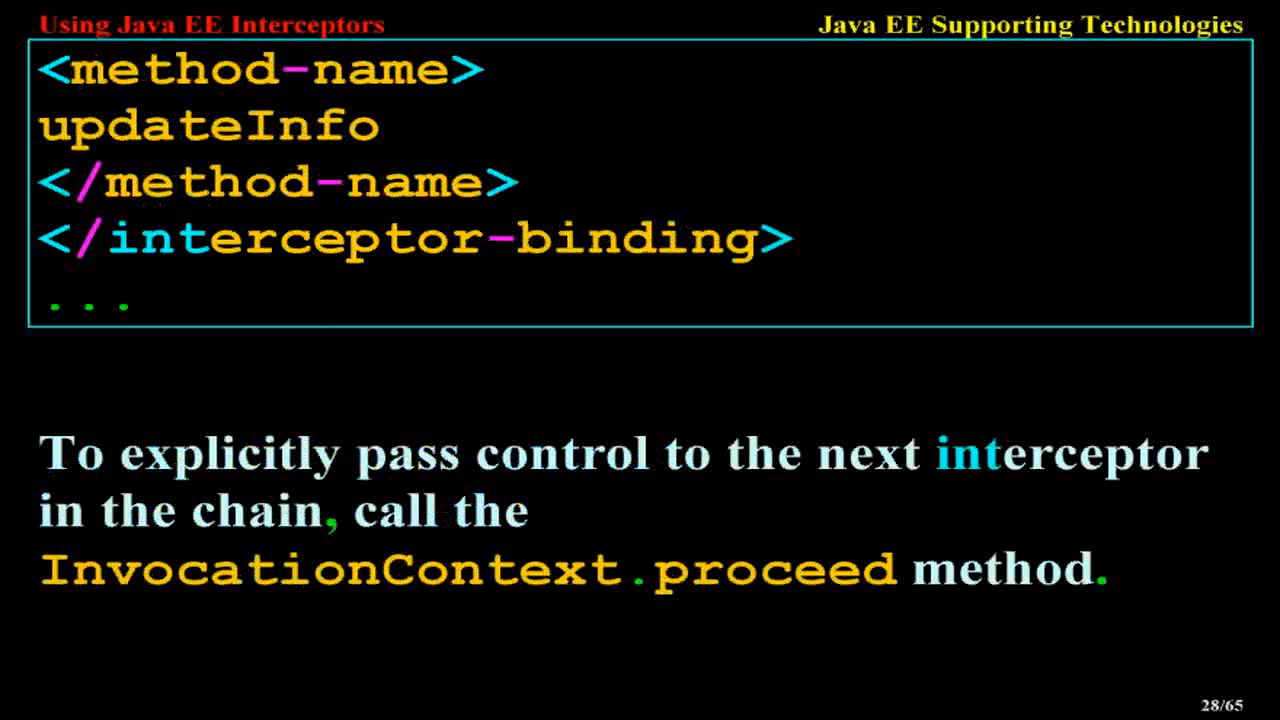 Using Java EE Interceptors
Java EE Supporting Technologies
<method-name>
updateInfo
</method-name>
</interceptor-binding>
...
To explicitly pass control to the next interceptor
in the chain, call the
InvocationContext.proceed method.
28/65